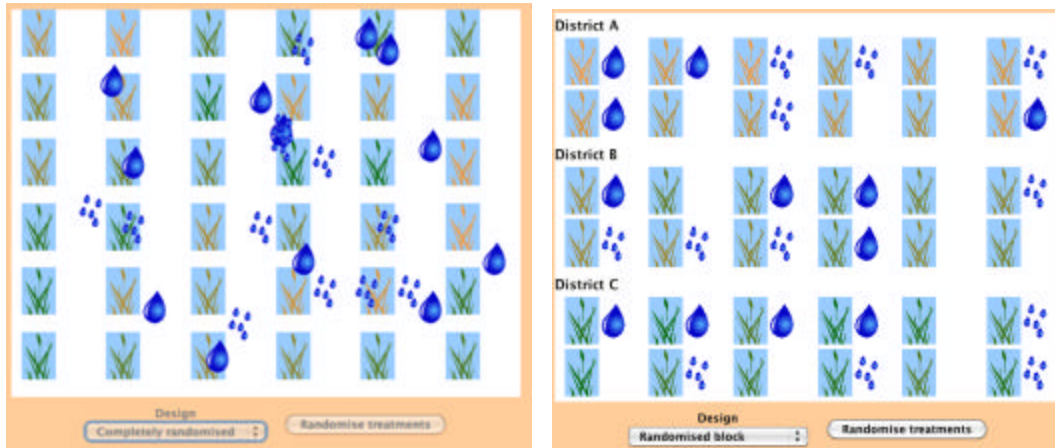 Design
Completely randomised
Randomise treatments
District A
District B
District C
Design
Randomised block
Randomise treatments